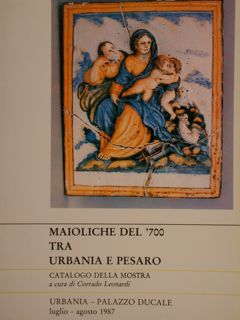 MAIOLICHE DEL '700
TRA
URBANIA E PESARO
CATALOGO DELLA MOSTRA
a cura di Corrado Leonardi
URBANIA – PALAZZO DUCALE
luglio - agosto 1987